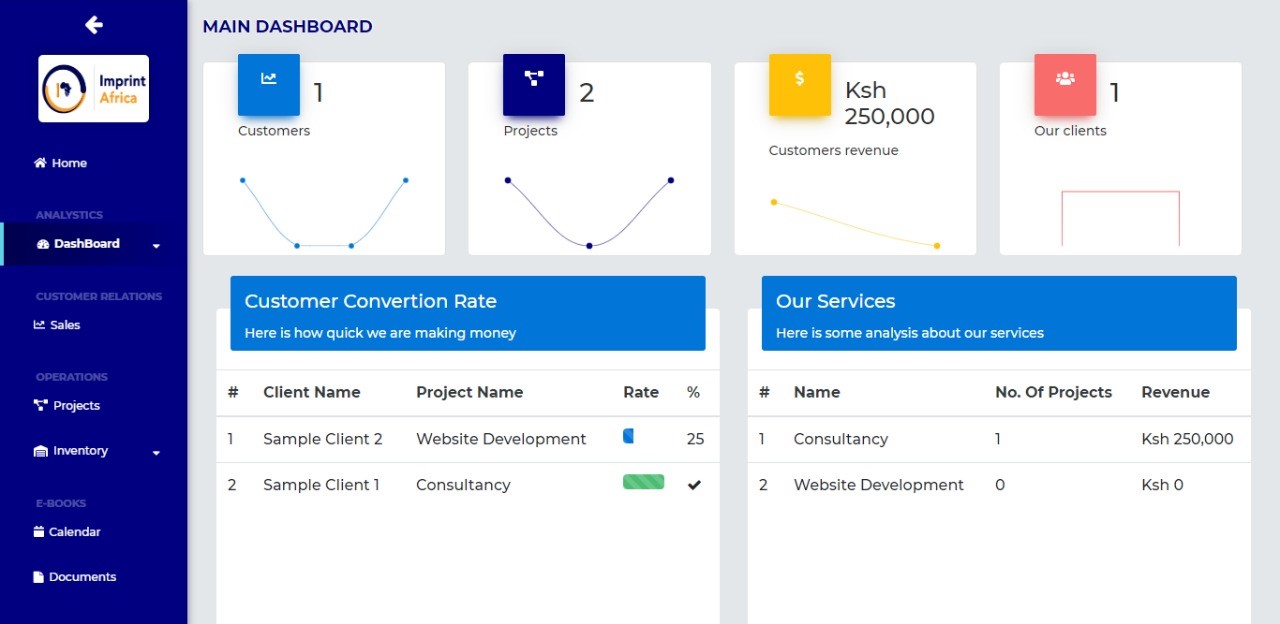 Imprint
Africa
Home
ANALYSTICS
DashBoard
CUSTOMER RELATIONS
Sales
OPERATIONS
Projects
Inventory
E-BOOKS
Calendar
Documents
MAIN DASHBOARD
1
Customers
2
Projects
$
Ksh
250,000
Customers revenue
1
Our clients
Customer Convertion Rate
Here is how quick we are making money
# Client Name Project Name Rate %
1 Sample Client 2 Website Development 25
2 Sample Client 1 Consultancy ✔
Our Services
Here is some analysis about our services
# Name No. Of Projects Revenue
1 Consultancy 1 Ksh 250,000
2 Website Development 0 Ksh 0